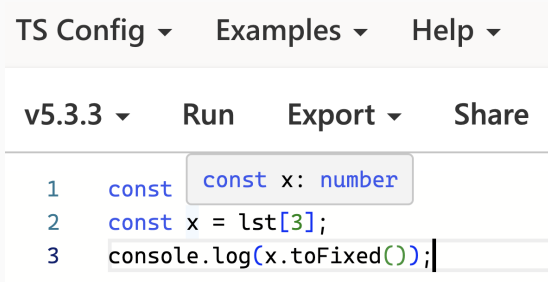 TS Config Examples Help
v5.3.3 Run Export Share
const x: number
1 const
2 const x = lst[3];
3 console.log(x.toFixed());